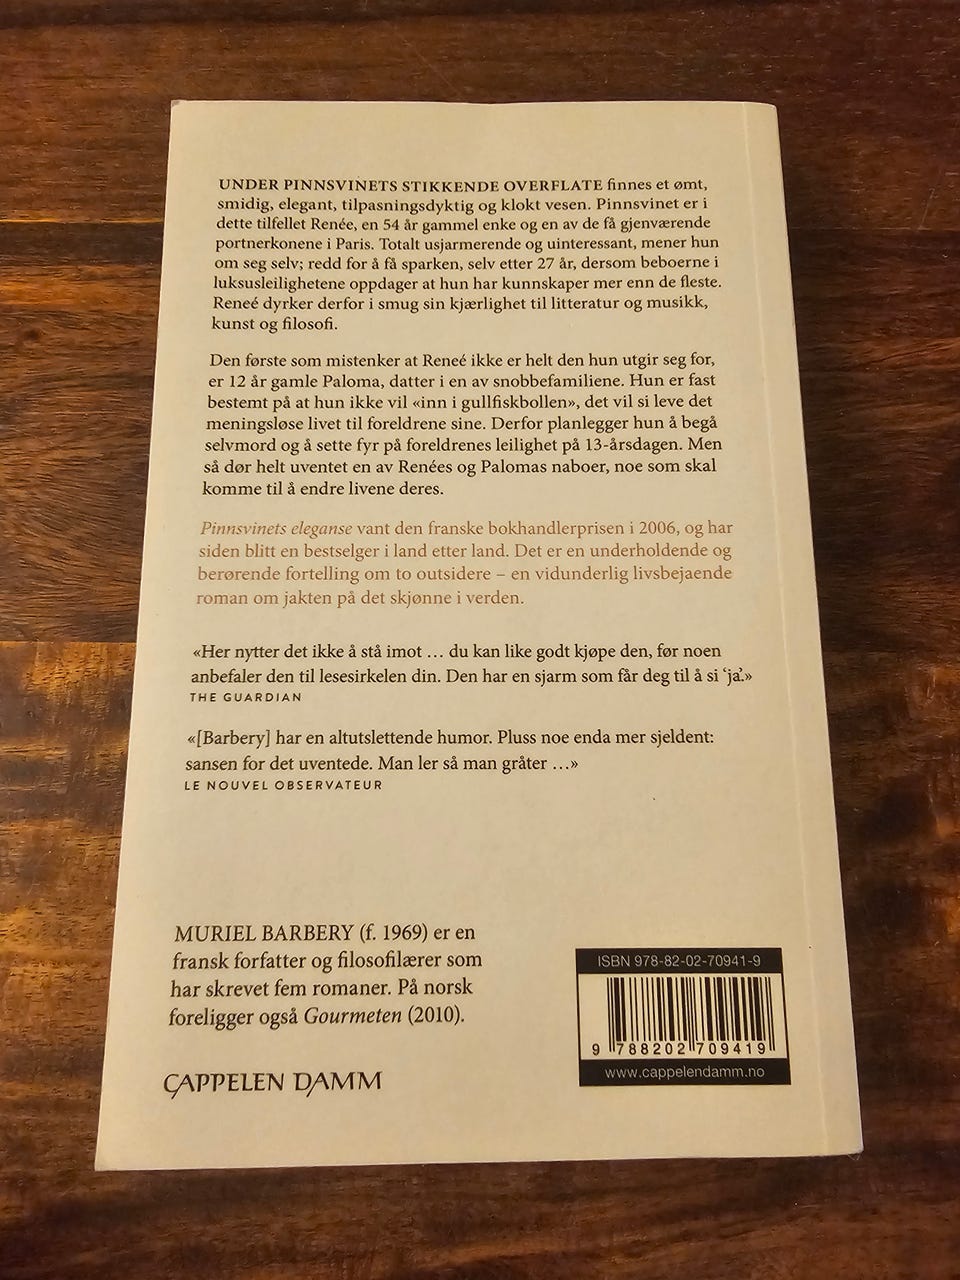 UNDER PINNSVINETS STIKKENDE OVERFLATE finnes et ømt,
smidig, elegant, tilpasningsdyktig og klokt vesen. Pinnsvinet er i
dette tilfellet Renée, en 54 år gammel enke og en av de få gjenværende
portnerkonene i Paris. Totalt usjarmerende og uinteressant, mener hun
om seg selv; redd for å få sparken, selv etter 27 år, dersom beboerne i
luksusleilighetene oppdager at hun har kunnskaper mer enn de fleste.
Reneé dyrker derfor i smug sin kjærlighet til litteratur og musikk,
kunst og filosofi.
Den første som mistenker at Reneé ikke er helt den hun utgir seg for,
er 12 år gamle Paloma, datter i en av snobbefamiliene. Hun er fast
bestemt på at hun ikke vil «inn i gullfiskbollen», det vil si leve det
meningsløse livet til foreldrene sine. Derfor planlegger hun å begå
selvmord og å sette fyr på foreldrenes leilighet på 13-årsdagen. Men
så dør helt uventet en av Renées og Palomas naboer, noe som skal
komme til å endre livene deres.
Pinnsvinets eleganse vant den franske bokhandlerprisen i 2006, og har
siden blitt en bestselger i land etter land. Det er en underholdende og
berørende fortelling om to outsidere – en vidunderlig livsbejaende
roman om jakten på det skjønne i verden.
«Her nytter det ikke å stå imot … du kan like godt kjøpe den, før noen
anbefaler den til lesesirkelen din. Den har en sjarm som får deg til å si ‘ja’.»
THE GUARDIAN
«[Barbery] har en altutslettende humor. Pluss noe enda mer sjeldent:
sansen for det uventede. Man ler så man gråter …»
LE NOUVEL OBSERVATEUR
MURIEL BARBERY (f. 1969) er en
fransk forfatter og filosofilærer som
har skrevet fem romaner. På norsk
foreligger også Gourmeten (2010).
CAPPELEN DAMM
ISBN 978-82-02-70941-9
9 788202 709419
www.cappelendamm.no